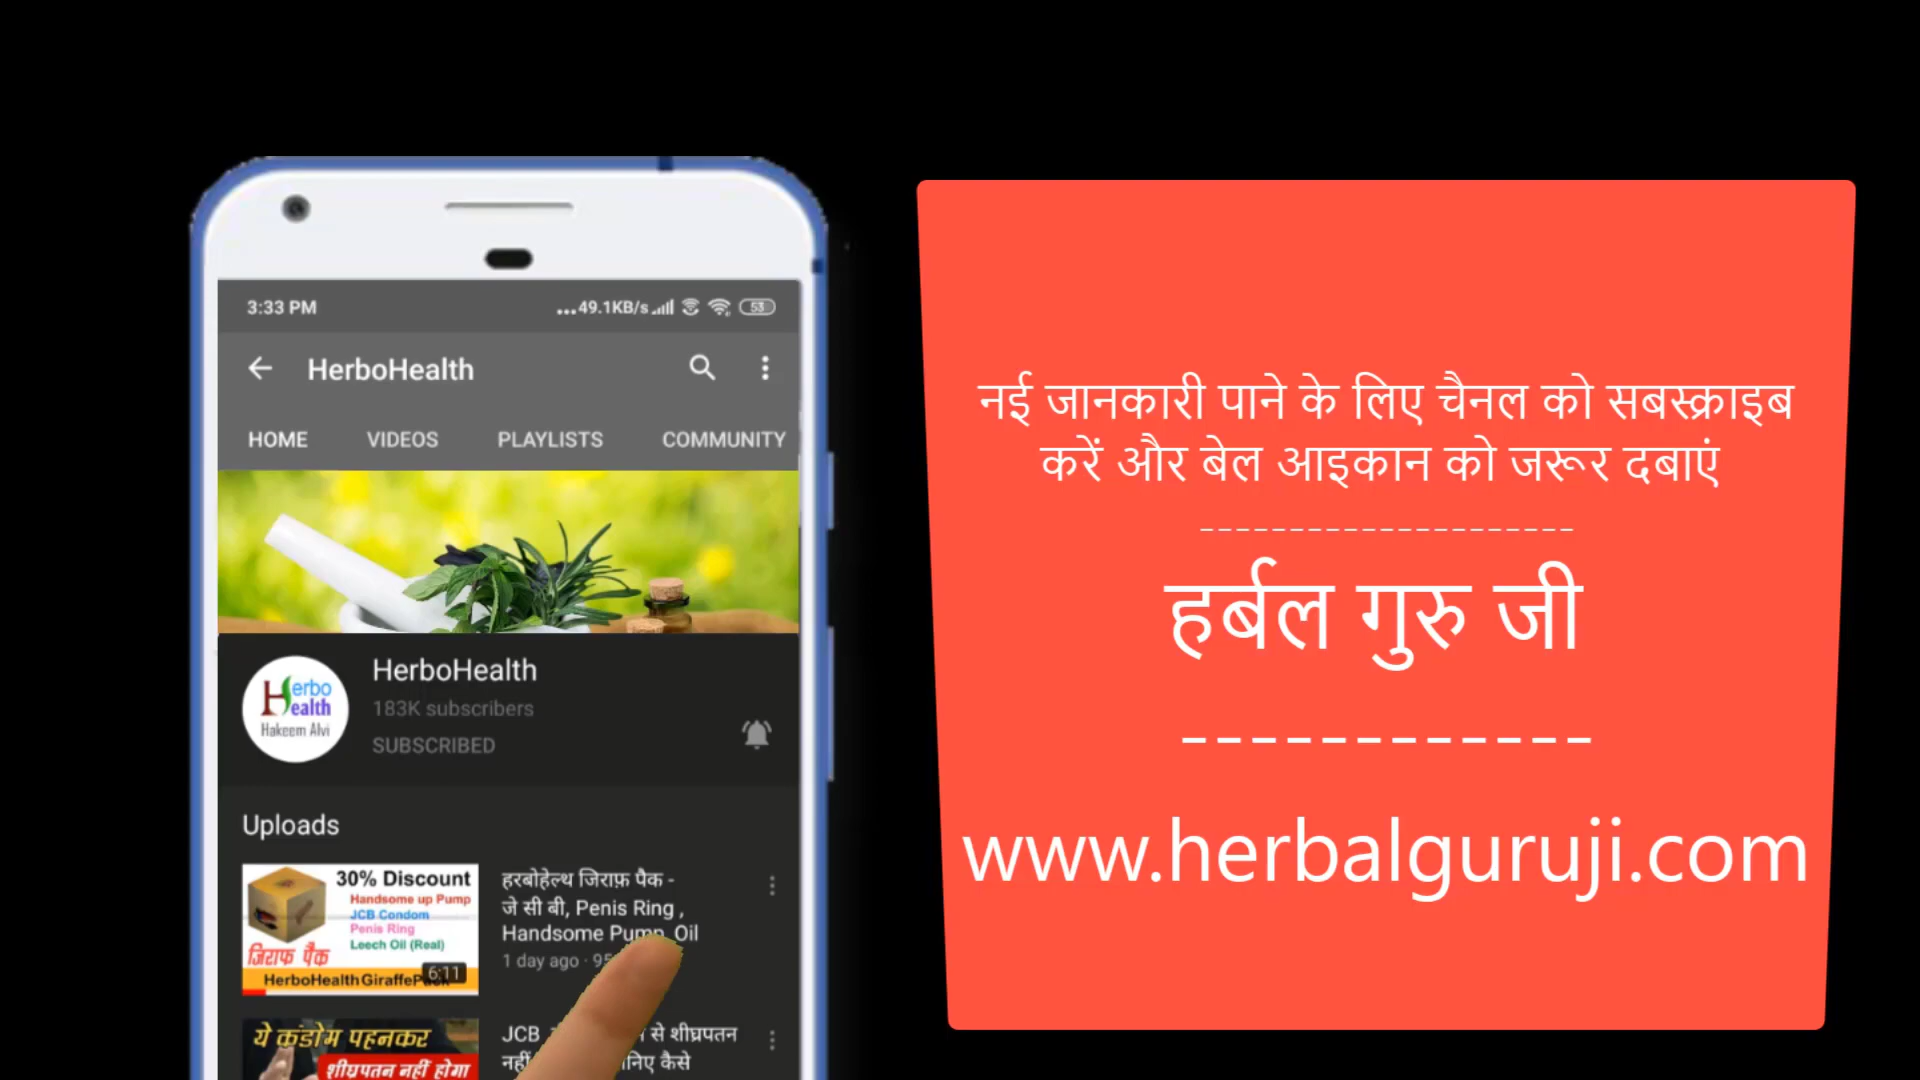 3:33 PM
...49.1KB/s
53
HerboHealth
HOME VIDEOS PLAYLISTS COMMUNITY
Herbo
Health
Hakeem Alvi
HerboHealth
183K subscribers
SUBSCRIBED
Uploads
30% Discount
Handsome up Pump
JCB Condom
Penis Ring
Leech Oil (Real)
जिराफ पैक
6:11
HerboHealth
हरबोहेल्थ जिराफ़ पैक -
जे सी बी, Penis Ring ,
Handsome Pump, Oil
1 day ago ·
ये कंडोम पहनकर
शीघ्रपतन नहीं होगा
JCB से शीघ्रपतन
कैसे
नई जानकारी पाने के लिए चैनल को सबस्क्राइब
करें और बेल आइकान को जरूर दबाएं
---------------------
हर्बल गुरु जी
------------
www.herbalguruji.com